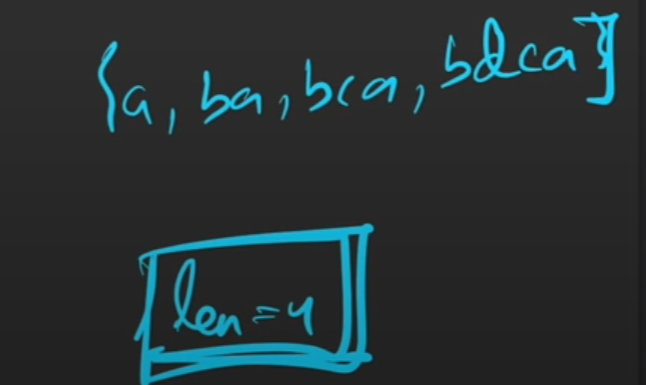 {a, ba, bca, bdca}
len = 4